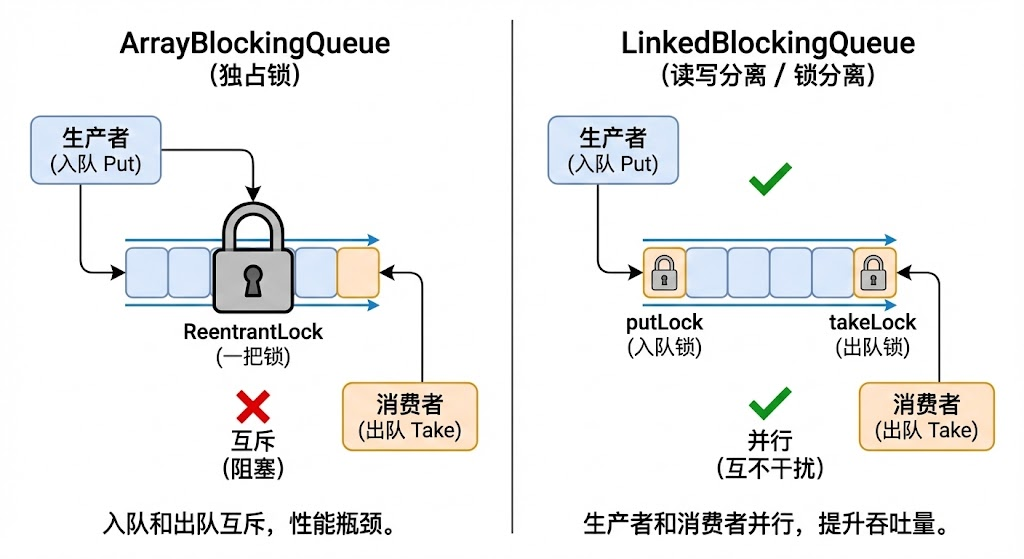 ArrayBlockingQueue
（独占锁）
生产者
(入队 Put)
ReentrantLock
(一把锁)
互斥
(阻塞)
消费者
(出队 Take)
入队和出队互斥，性能瓶颈。
LinkedBlockingQueue
（读写分离 / 锁分离）
生产者
(入队 Put)
putLock
(入队锁)
takeLock
(出队锁)
并行
(互不干扰)
消费者
(出队 Take)
生产者和消费者并行，提升吞吐量。